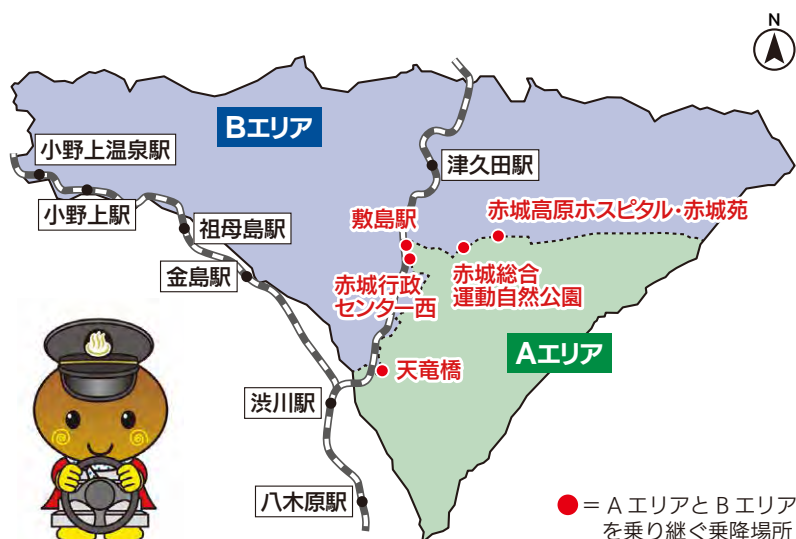 N
Bエリア
小野上温泉駅
津久田駅
小野上駅
敷島駅
赤城高原ホスピタル・赤城苑
祖母島駅
金島駅
赤城行政
センター西
赤城総合
運動自然公園
Aエリア
天竜橋
渋川駅
八木原駅
●= A エリアと B エリア
を乗り継ぐ乗降場所